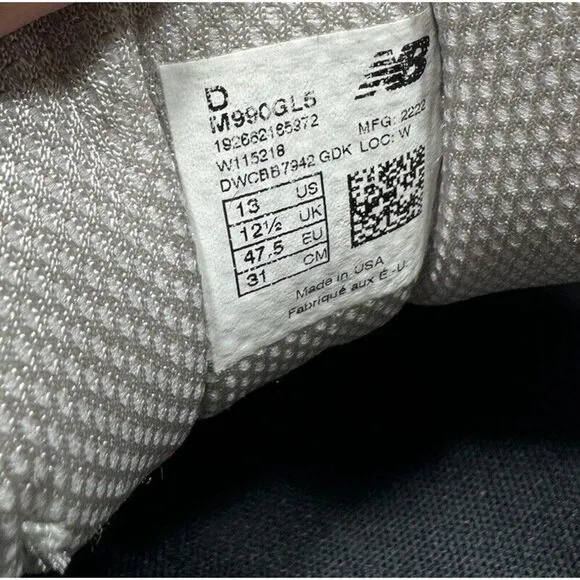 D
NB
M990GL5
192662185372
MFG: 2222
W115218
LOC: W
DWCBB7942 GDK
13 US
12½ UK
47.5 EU
31 CM
Made in USA
Fabriqué aux É.-U.